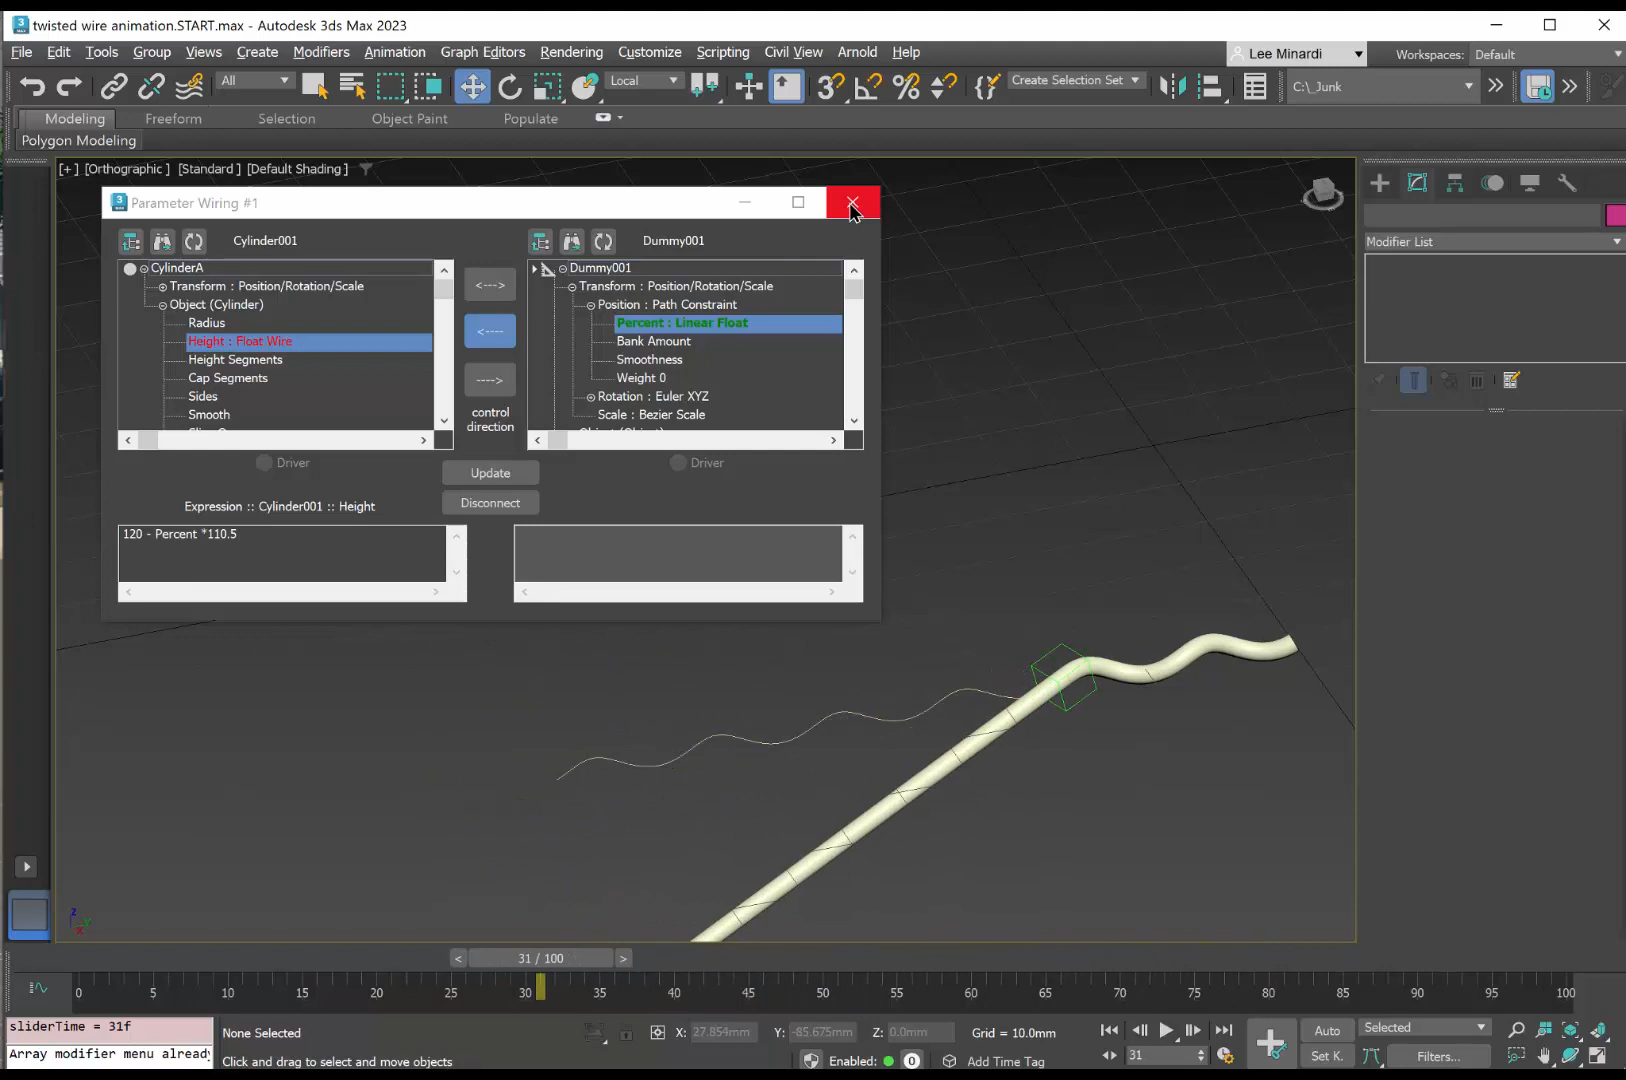 twisted wire animation.START.max - Autodesk 3ds Max 2023
File Edit Tools Group Views Create Modifiers Animation Graph Editors Rendering Customize Scripting Civil View Arnold Help
Lee Minardi
Workspaces: Default
All
Local
Create Selection Set
C:\_Junk
Modeling Freeform Selection Object Paint Populate
Polygon Modeling
[+] [Orthographic ] [Standard ] [Default Shading ]
Parameter Wiring #1
Cylinder001
Dummy001
CylinderA
Transform : Position/Rotation/Scale
Object (Cylinder)
Radius
Height : Float Wire
Height Segments
Cap Segments
Sides
Smooth
<--->
<----
---->
control
direction
Dummy001
Transform : Position/Rotation/Scale
Position : Path Constraint
Percent : Linear Float
Bank Amount
Smoothness
Weight 0
Rotation : Euler XYZ
Scale : Bezier Scale
Driver
Driver
Update
Disconnect
Expression :: Cylinder001 :: Height
120 - Percent *110.5
Modifier List
< 31 / 100 >
0 5 10 15 20 25 30 35 40 45 50 55 60 65 70 75 80 85 90 95 100
sliderTime = 31f
Array modifier menu already
None Selected
Click and drag to select and move objects
X: 27.854mm Y: -85.675mm Z: 0.0mm Grid = 10.0mm
Enabled: 0 Add Time Tag
31
Auto Selected
Set K. Filters...
z
x